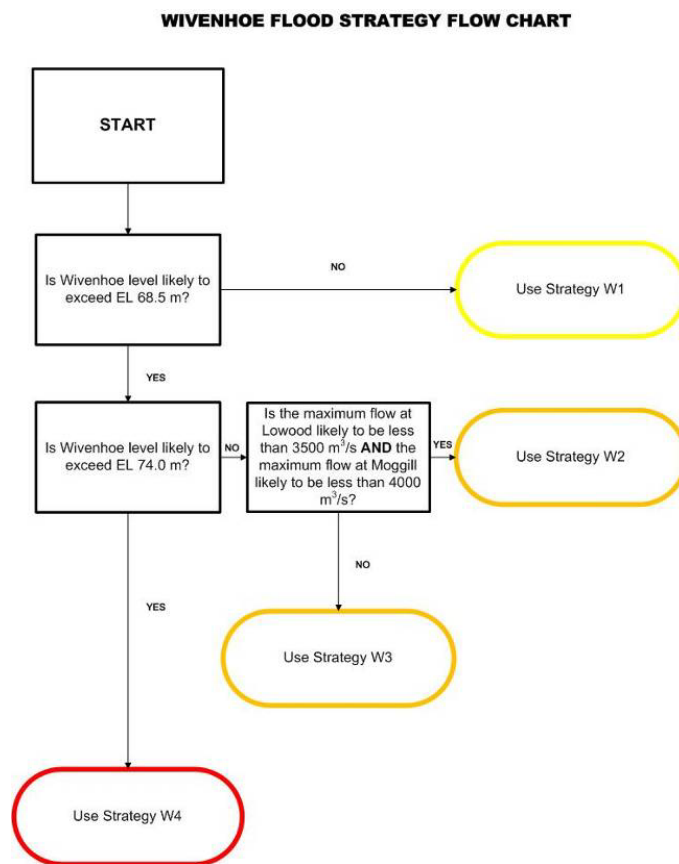 WIVENHOE FLOOD STRATEGY FLOW CHART
START
Is Wivenhoe level likely to
exceed EL 68.5 m?
NO
Use Strategy W1
YES
Is Wivenhoe level likely to
exceed EL 74.0 m?
NO
Is the maximum flow at
Lowood likely to be less
than 3500 m³/s AND the
maximum flow at Moggill
likely to be less than 4000
m³/s?
YES
Use Strategy W2
NO
Use Strategy W3
YES
Use Strategy W4